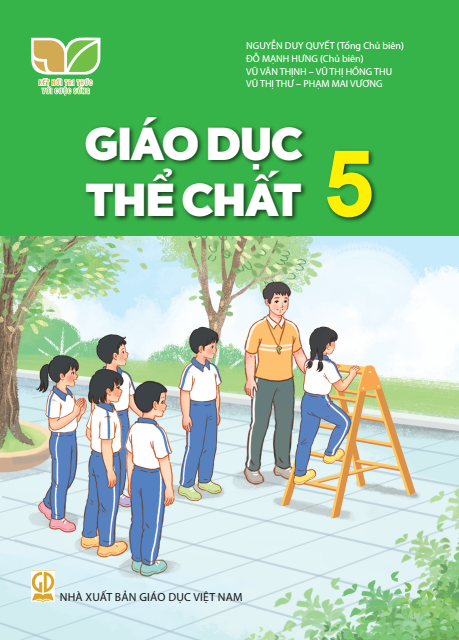 NGUYỄN DUY QUYẾT (Tổng Chủ biên)
ĐỖ MẠNH HƯNG (Chủ biên)
VŨ VĂN THỊNH – VŨ THỊ HỒNG THU
VŨ THỊ THƯ – PHẠM MAI VƯƠNG
KẾT NỐI TRI THỨC
VỚI CUỘC SỐNG
GIÁO DỤC
THỂ CHẤT 5
GD
NHÀ XUẤT BẢN GIÁO DỤC VIỆT NAM